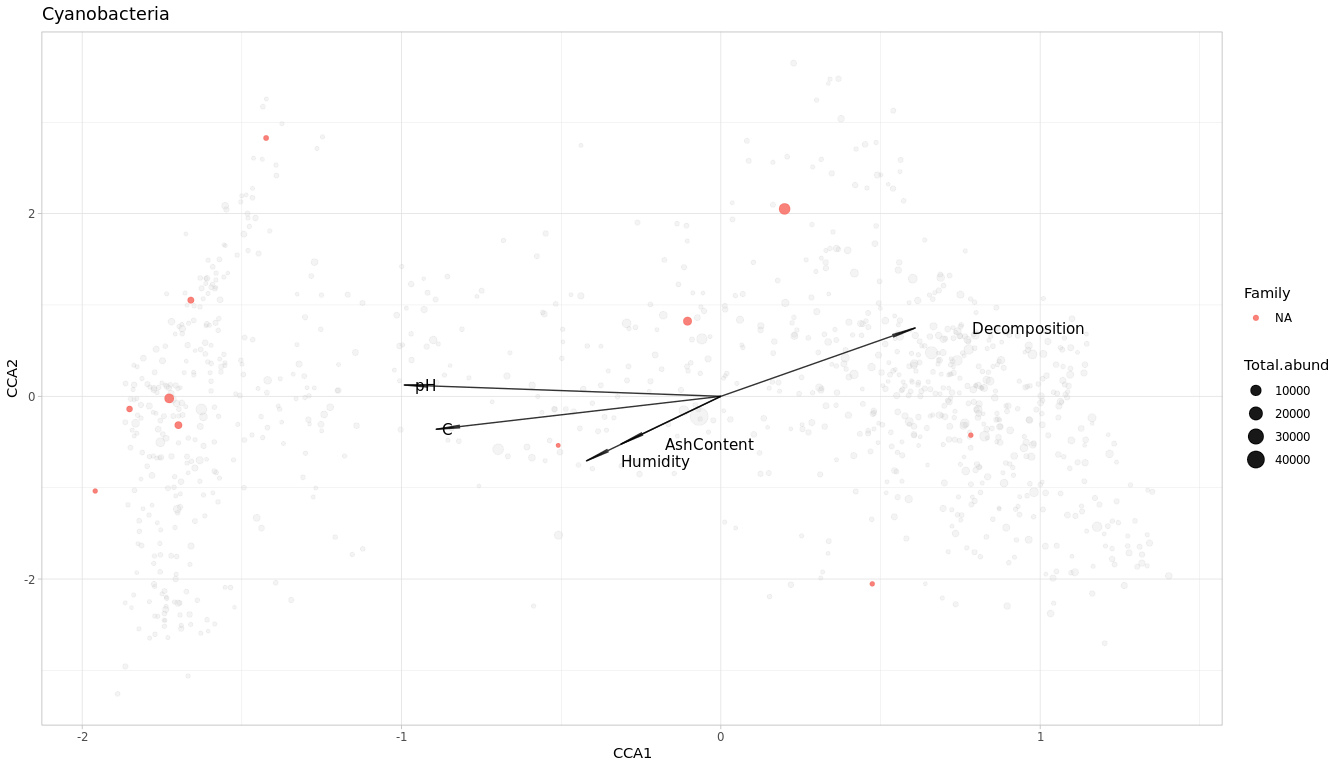 Cyanobacteria
CCA2
2
0
-2
-2
-1
0
1
CCA1
Decomposition
pH
C
AshContent
Humidity
Family
NA
Total.abund
10000
20000
30000
40000